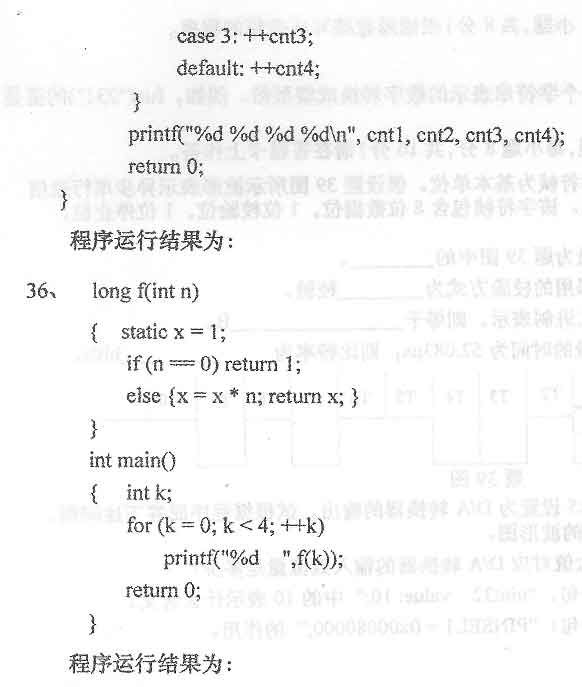 case 3: ++cnt3;
default: ++cnt4;
}
printf("%d %d %d %d\n", cnt1, cnt2, cnt3, cnt4);
return 0;
}
程序运行结果为：
36、 long f(int n)
{ static x = 1;
if (n == 0) return 1;
else {x = x * n; return x; }
}
int main()
{ int k;
for (k = 0; k < 4; ++k)
printf("%d ",f(k));
return 0;
}
程序运行结果为：